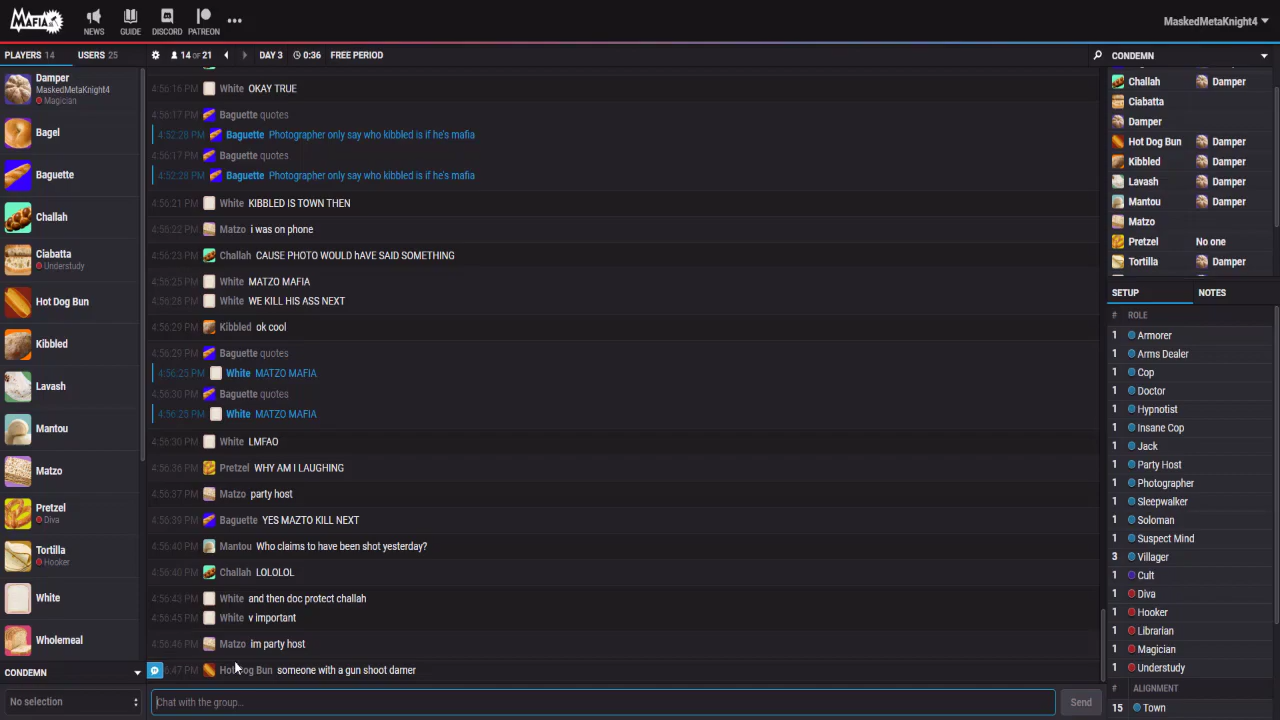 MAFIA
NEWS
GUIDE
DISCORD
PATREON
MaskedMetaKnight4
PLAYERS 14
USERS 25
14 OF 21
DAY 3
0:36
FREE PERIOD
CONDEMN
Damper
MaskedMetaKnight4
Magician
Bagel
Baguette
Challah
Ciabatta
Understudy
Hot Dog Bun
Kibbled
Lavash
Mantou
Matzo
Pretzel
Diva
Tortilla
Hooker
White
Wholemeal
CONDEMN
No selection
4:56:16 PM White OKAY TRUE
4:56:17 PM Baguette quotes
4:52:28 PM Baguette Photographer only say who kibbled is if he's mafia
4:56:17 PM Baguette quotes
4:52:28 PM Baguette Photographer only say who kibbled is if he's mafia
4:56:21 PM White KIBBLED IS TOWN THEN
4:56:22 PM Matzo i was on phone
4:56:23 PM Challah CAUSE PHOTO WOULD hAVE SAID SOMETHING
4:56:25 PM White MATZO MAFIA
4:56:28 PM White WE KILL HIS ASS NEXT
4:56:29 PM Kibbled ok cool
4:56:29 PM Baguette quotes
4:56:25 PM White MATZO MAFIA
4:56:30 PM Baguette quotes
4:56:25 PM White MATZO MAFIA
4:56:30 PM White LMFAO
4:56:36 PM Pretzel WHY AM I LAUGHING
4:56:37 PM Matzo party host
4:56:39 PM Baguette YES MAZTO KILL NEXT
4:56:40 PM Mantou Who claims to have been shot yesterday?
4:56:40 PM Challah LOLOLOL
4:56:43 PM White and then doc protect challah
4:56:45 PM White v important
4:56:46 PM Matzo im party host
6:47 PM Hot Dog Bun someone with a gun shoot damer
Chat with the group...
Send
Challah Damper
Ciabatta
Damper
Hot Dog Bun Damper
Kibbled Damper
Lavash Damper
Mantou Damper
Matzo
Pretzel No one
Tortilla Damper
SETUP
NOTES
# ROLE
1 Armorer
1 Arms Dealer
1 Cop
1 Doctor
1 Hypnotist
1 Insane Cop
1 Jack
1 Party Host
1 Photographer
1 Sleepwalker
1 Soloman
1 Suspect Mind
3 Villager
1 Cult
1 Diva
1 Hooker
1 Librarian
1 Magician
1 Understudy
# ALIGNMENT
15 Town